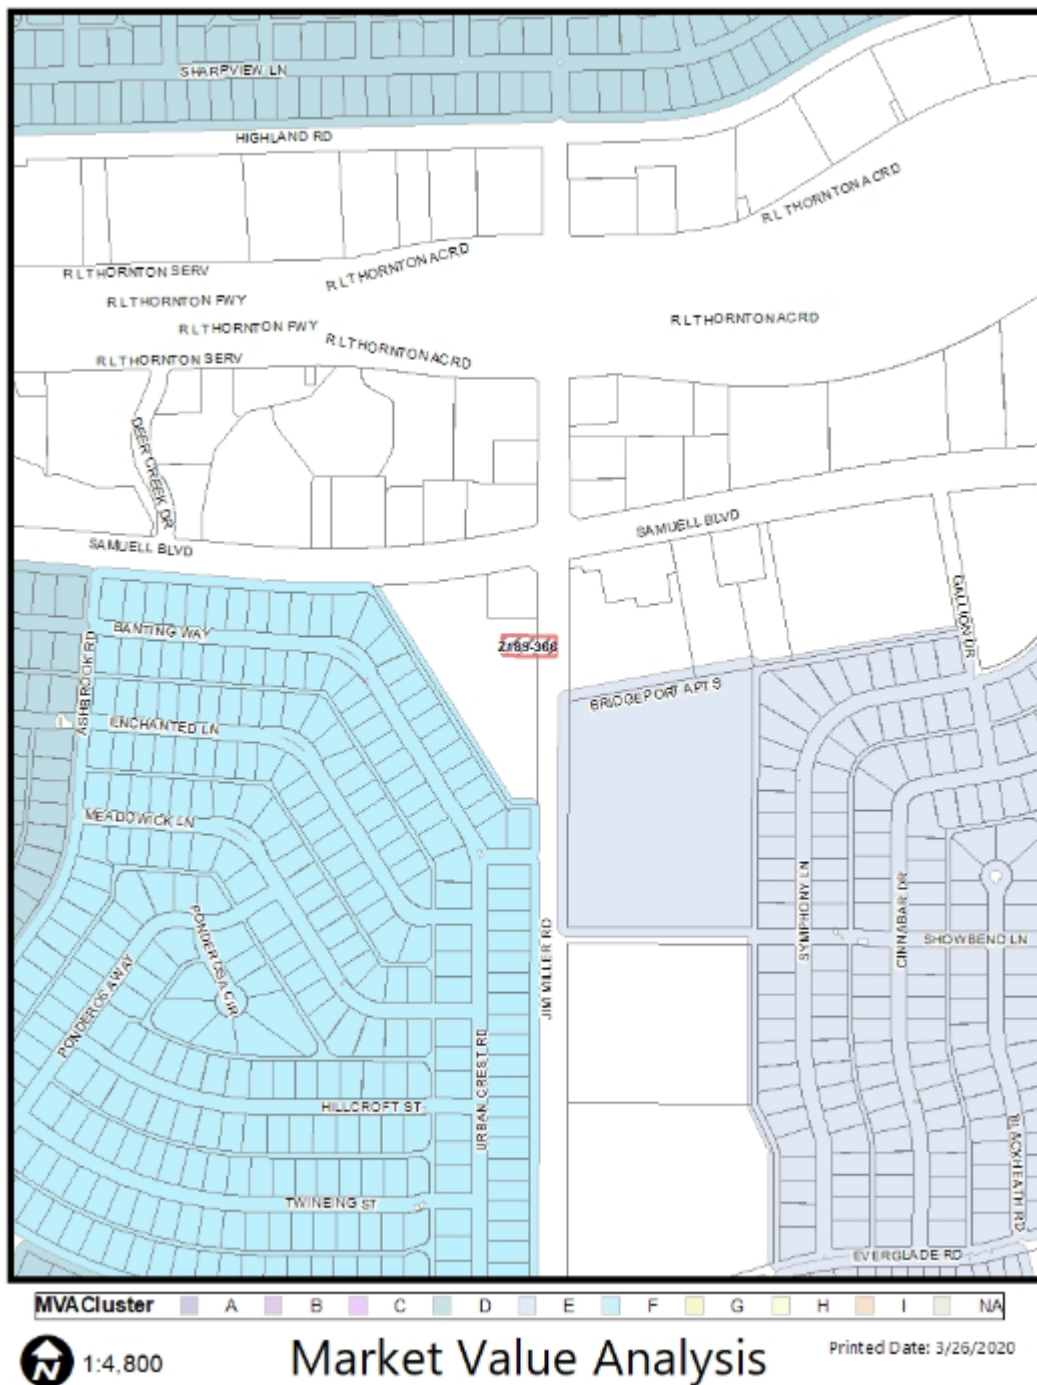 SHARPVIEW LN
HIGHLAND RD
R L THORNTON ACRD
R L THORNTON SERV
R L THORNTON ACRD
R L THORNTON FWY
R L THORNTON ACRD
R L THORNTON FWY
R L THORNTON ACRD
R L THORNTON SERV
DEER CREEK DR
SAMUELL BLVD
SAMUELL BLVD
GALLION DR
BANTING WAY
ASHBROOK RD
BRIDGEPORT APTS
ENCHANTED LN
MEADOWICK LN
SYMPHONY LN
CINNABAR DR
SHOWBEND LN
PONDEROSA CIR
JIM MILLER RD
PONDEROSA WAY
URBAN CREST RD
HILLCROFT ST
BLACKHEATH RD
TWINEING ST
EVERGLADE RD
MVA Cluster A B C D E F G H I NA
1:4,800
Market Value Analysis
Printed Date: 3/26/2020
N